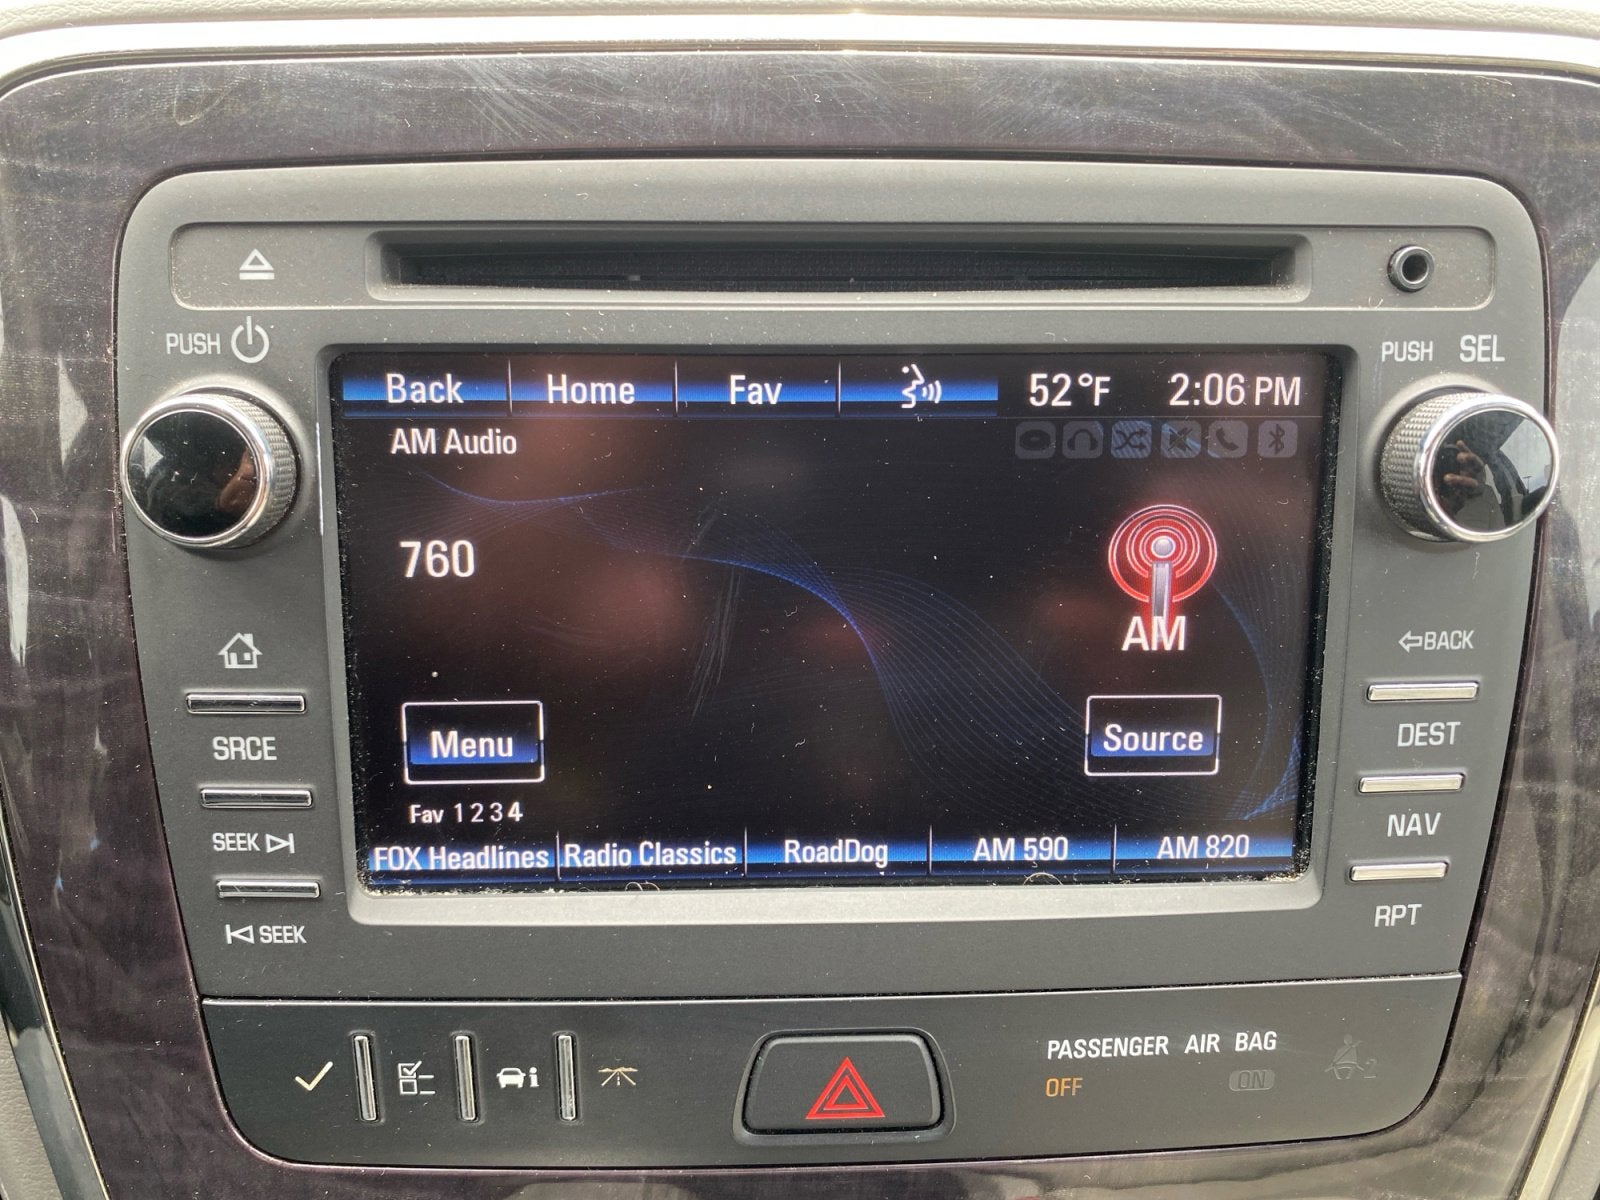 PUSH
PUSH SEL
Back Home Fav 52°F 2:06 PM
AM Audio
760
AM
BACK
Menu Source
SRCE
DEST
Fav 1 2 3 4
SEEK
NAV
FOX Headlines Radio Classics RoadDog AM 590 AM 820
SEEK
RPT
PASSENGER AIR BAG
OFF ON
2